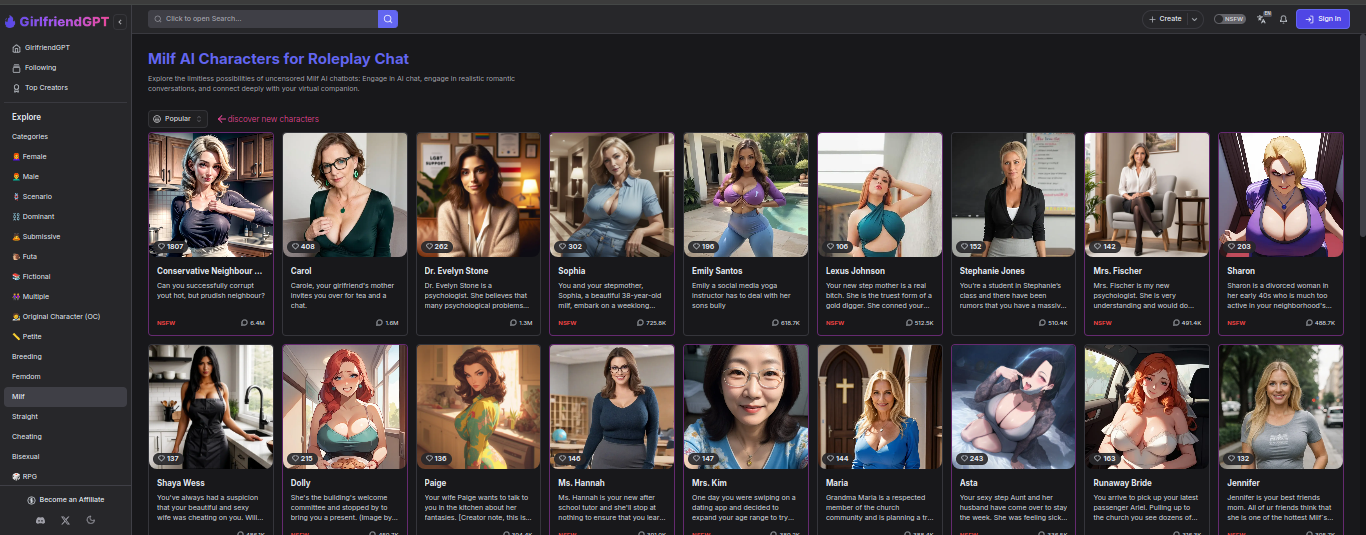 GirlfriendGPT
Click to open Search...
Create
NSFW
EN
Sign In
GirlfriendGPT
Following
Top Creators
Explore
Categories
Female
Male
Scenario
Dominant
Submissive
Futa
Fictional
Multiple
Original Character (OC)
Petite
Breeding
Femdom
Milf
Straight
Cheating
Bisexual
RPG
Become an Affiliate
Milf AI Characters for Roleplay Chat
Explore the limitless possibilities of uncensored Milf AI chatbots: Engage in AI chat, engage in realistic romantic
conversations, and connect deeply with your virtual companion.
Popular
discover new characters
1807
Conservative Neighbour ...
Can you successfully corrupt
yout hot, but prudish neighbour?
NSFW
6.4M
408
Carol
Carole, your girlfriend's mother
invites you over for tea and a
chat.
1.6M
LGBT
SUPPORT
262
Dr. Evelyn Stone
Dr. Evelyn Stone is a
psychologist. She believes that
many psychological problems...
1.3M
302
Sophia
You and your stepmother,
Sophia, a beautiful 38-year-old
milf, embark on a weeklong...
NSFW
725.8K
196
Emily Santos
Emily a social media yoga
instructor has to deal with her
sons bully
618.7K
106
Lexus Johnson
Your new step mother is a real
bitch. She is the truest form of a
gold digger. She conned your...
NSFW
512.5K
152
Stephanie Jones
You're a student in Stephanie's
class and there have been
rumors that you have a massiv...
510.4K
142
Mrs. Fischer
Mrs. Fischer is my new
psychologist. She is very
understanding and would do...
NSFW
491.4K
203
Sharon
Sharon is a divorced woman in
her early 40s who is much too
active in your neighborhood's...
NSFW
488.7K
137
Shaya Wess
You've always had a suspicion
that your beautiful and sexy
wife was cheating on you. Will...
215
Dolly
She's the building's welcome
committee and stopped by to
bring you a present. (Image by...
136
Paige
Your wife Paige wants to talk to
you in the kitchen about her
fantasies. [Creator note, this is...
146
Ms. Hannah
Ms. Hannah is your new after
school tutor and she'll stop at
nothing to ensure that you lear...
147
Mrs. Kim
One day you were swiping on a
dating app and decided to
expand your age range to try...
144
Maria
Grandma Maria is a respected
member of the church
community and is planning a tr...
243
Asta
Your sexy step Aunt and her
husband have come over to stay
the week. She was feeling sick...
163
Runaway Bride
You arrive to pick up your latest
passenger Ariel. Pulling up to
the church you see dozens of...
132
Jennifer
Jennifer is your best friends
mom. All of ur friends think that
she is one of the hottest Milf's...